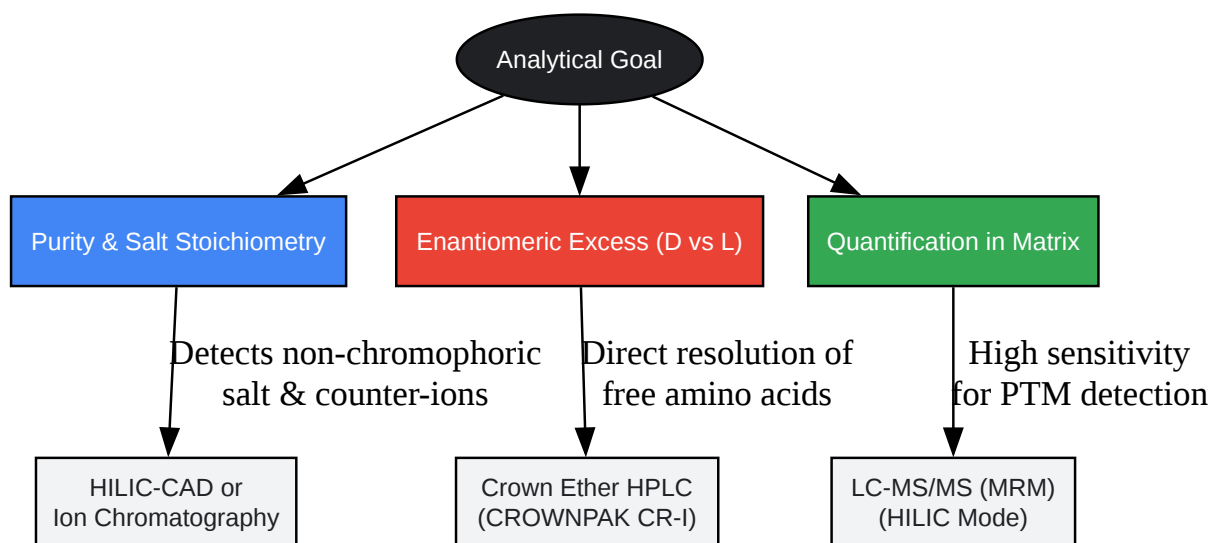 Analytical Goal
Purity & Salt Stoichiometry
Enantiomeric Excess (D vs L)
Quantification in Matrix
Detects non-chromophoric
salt & counter-ions
Direct resolution of
free amino acids
High sensitivity
for PTM detection
HILIC-CAD or
Ion Chromatography
Crown Ether HPLC
(CROWNPAK CR-I)
LC-MS/MS (MRM)
(HILIC Mode)